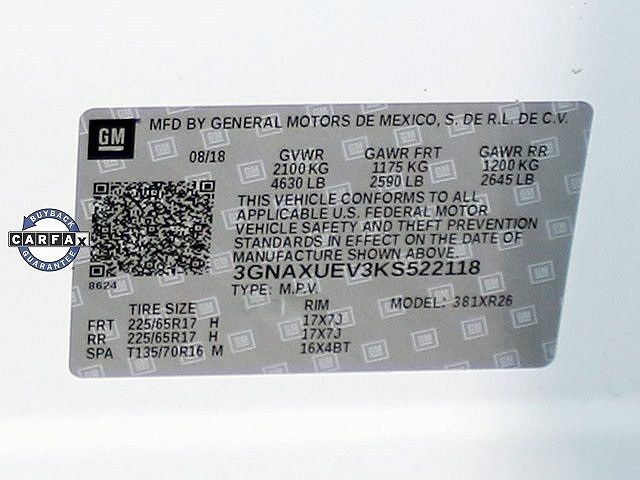 GM MFD BY GENERAL MOTORS DE MEXICO, S. DE R.L. DE C.V.
08/18 GVWR GAWR FRT GAWR RR
2100 KG 1175 KG 1200 KG
4630 LB 2590 LB 2645 LB
THIS VEHICLE CONFORMS TO ALL
APPLICABLE U.S. FEDERAL MOTOR
VEHICLE SAFETY AND THEFT PREVENTION
STANDARDS IN EFFECT ON THE DATE OF
MANUFACTURE SHOWN ABOVE.
3GNAXUEV3KS522118
8624
TYPE: M.P.V. MODEL: 381XR26
TIRE SIZE RIM
FRT 225/65R17 H 17X7J
RR 225/65R17 H 17X7J
SPA T135/70R16 M 16X4BT
BUYBACK
CARFAX
GUARANTEE